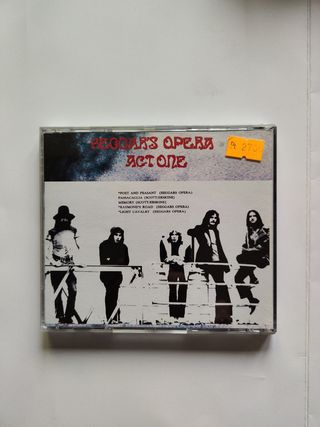 BEGGAR'S OPERA
ACT ONE
*POET AND PEASANT (BEGGARS OPERA)
PASSACAGLIA (SCOTT/ERSKINE)
MEMORY (SCOTT/ERSKINE)
*RAYMOND'S ROAD (BEGGARS OPERA)
*LIGHT CAVALRY (BEGGARS OPERA)